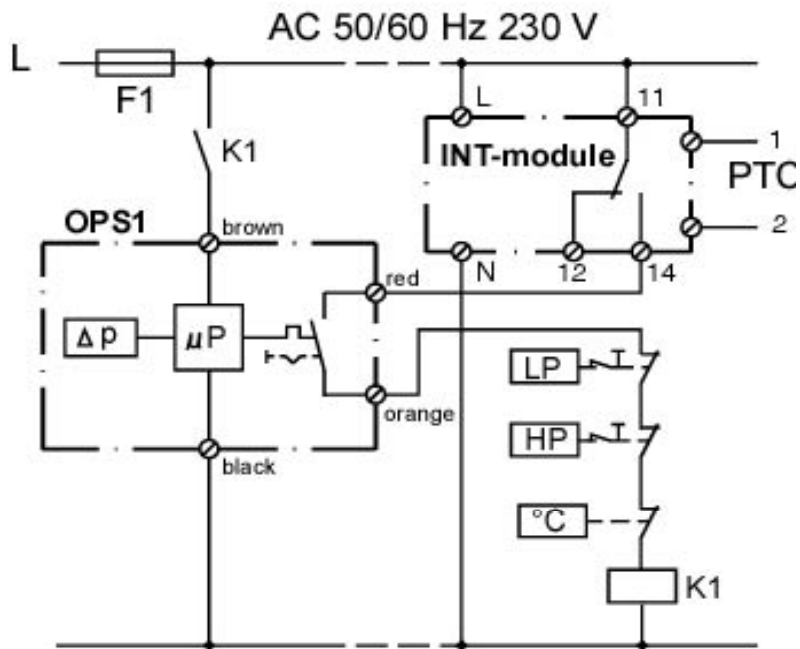 AC 50/60 Hz 230 V
L
F1
L
11
K1
INT-module
1
PTC
OPS1
brown
2
N
12
14
red
Δp
µP
LP
orange
HP
black
°C
K1